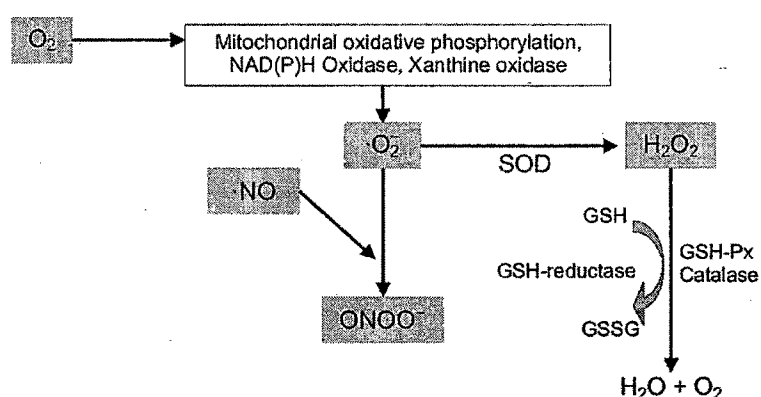 O₂
Mitochondrial oxidative phosphorylation,
NAD(P)H Oxidase, Xanthine oxidase
·O₂⁻
SOD
H₂O₂
·NO
GSH
GSH-Px
Catalase
GSH-reductase
GSSG
ONOO⁻
H₂O + O₂